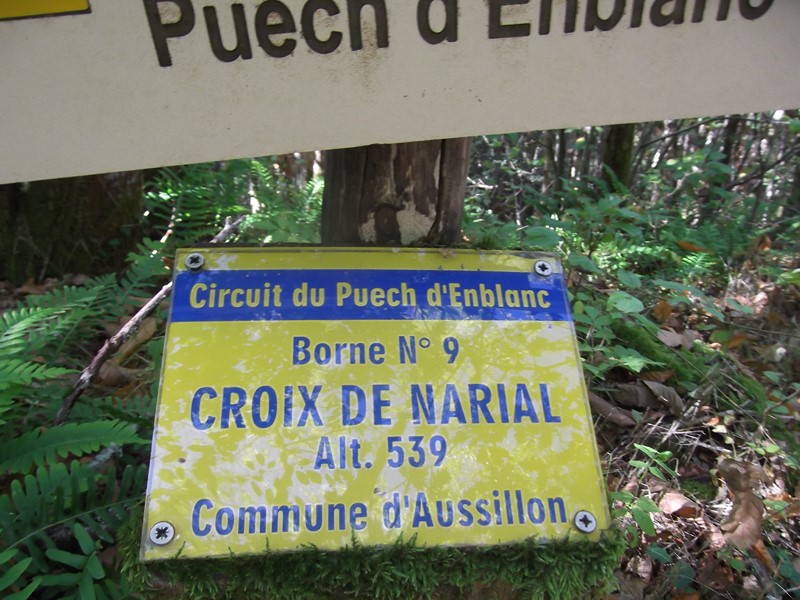 Puech d'Enblanc
Circuit du Puech d'Enblanc
Borne N° 9
CROIX DE NARIAL
Alt. 539
Commune d'Aussillon